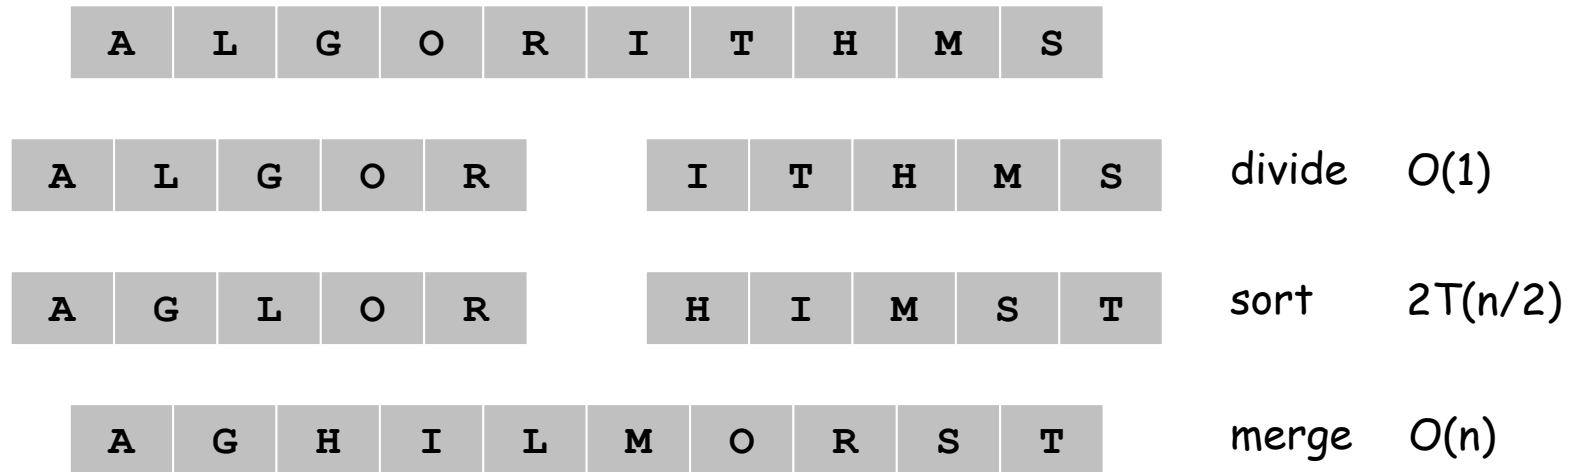 A L G O R I T H M S
A L G O R I T H M S divide O(1)
A G L O R H I M S T sort 2T(n/2)
A G H I L M O R S T merge O(n)